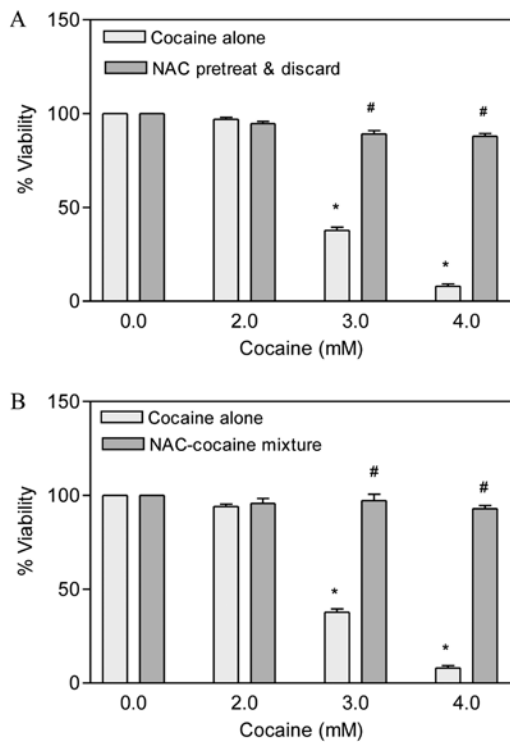 A
Cocaine alone
NAC pretreat & discard
150
100
50
0
% Viability
# #
*
*
0.0 2.0 3.0 4.0
Cocaine (mM)
B
Cocaine alone
NAC-cocaine mixture
150
100
50
0
% Viability
# #
*
*
0.0 2.0 3.0 4.0
Cocaine (mM)